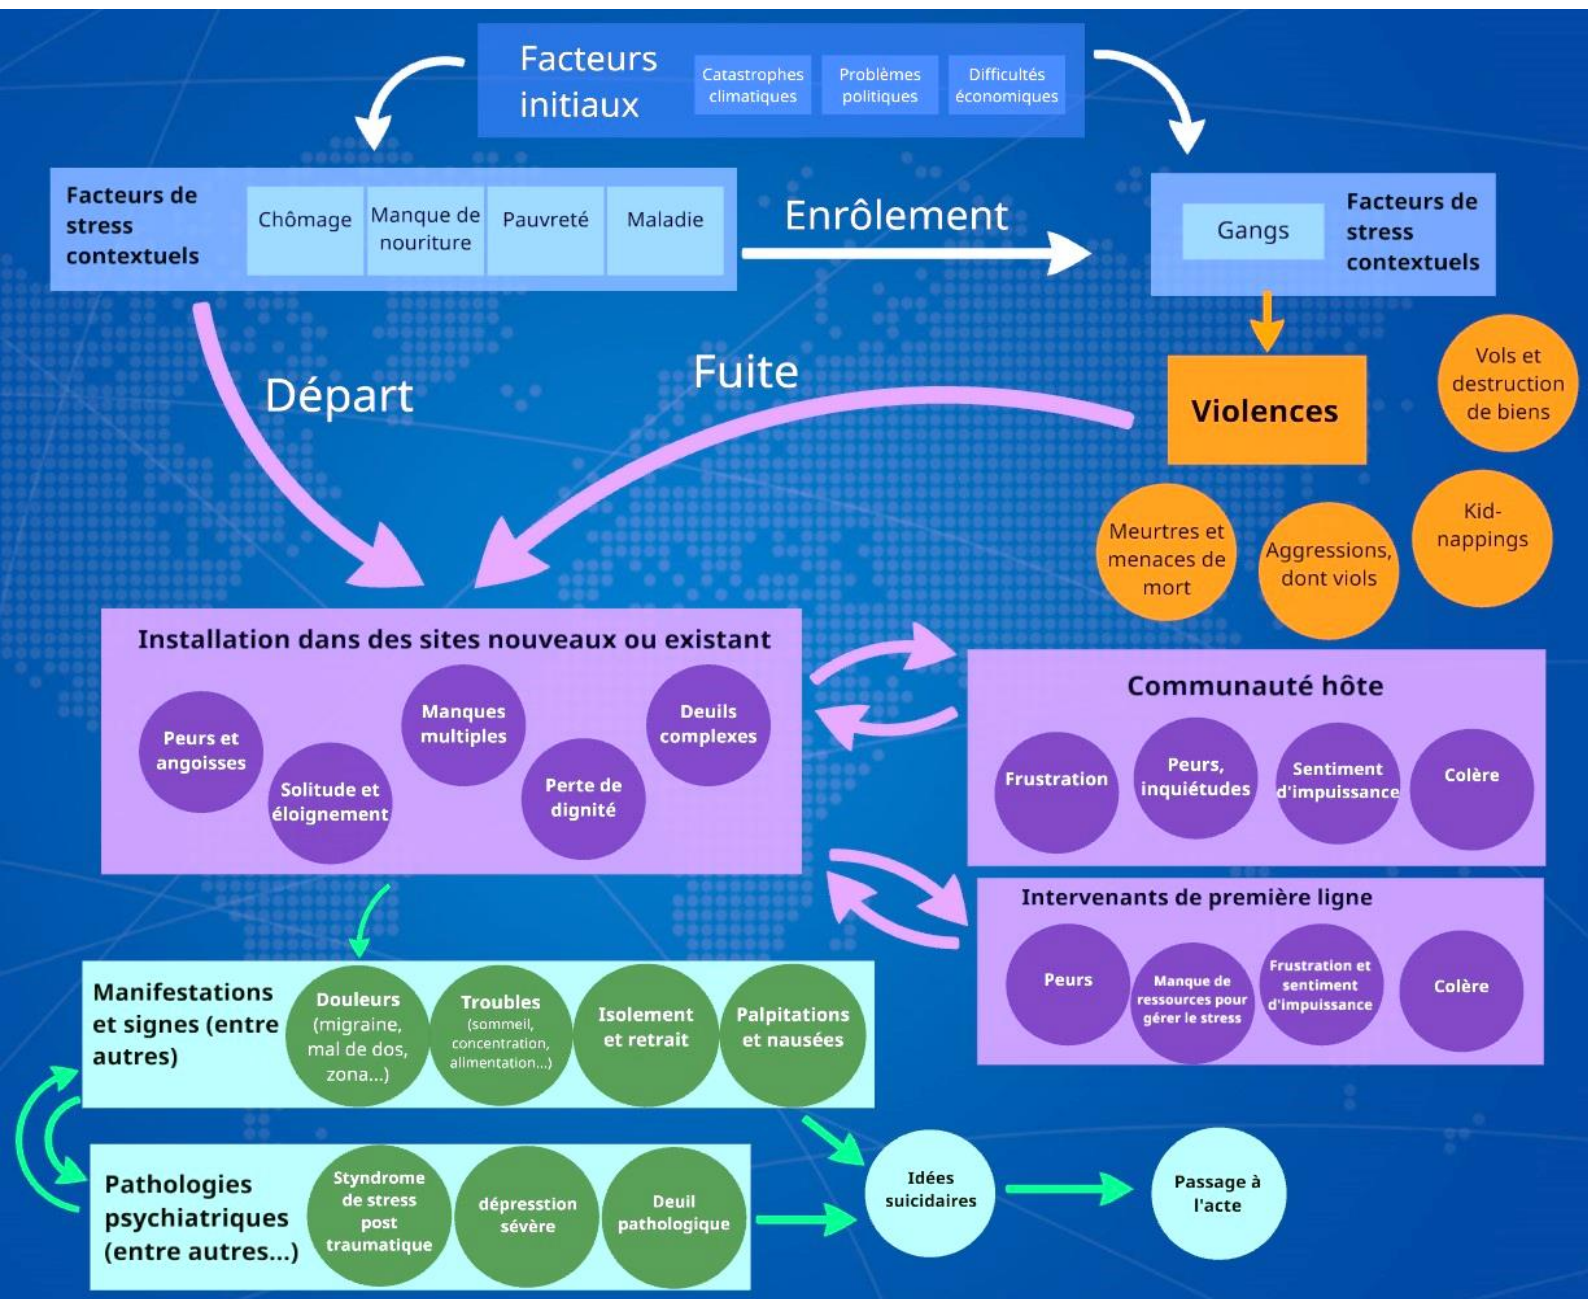 Facteurs
initiaux
Catastrophes
climatiques
Problèmes
politiques
Difficultés
économiques
Facteurs de
stress
contextuels
Chômage
Manque de
nouriture
Pauvreté
Maladie
Enrôlement
Gangs
Facteurs de
stress
contextuels
Départ
Fuite
Violences
Vols et
destruction
de biens
Meurtres et
menaces de
mort
Aggressions,
dont viols
Kid-
nappings
Installation dans des sites nouveaux ou existant
Peurs et
angoisses
Solitude et
éloignement
Manques
multiples
Perte de
dignité
Deuils
complexes
Communauté hôte
Frustration
Peurs,
inquiétudes
Sentiment
d'impuissance
Colère
Intervenants de première ligne
Peurs
Manque de
ressources pour
gérer le stress
Frustration et
sentiment
d'impuissance
Colère
Manifestations
et signes (entre
autres)
Douleurs
(migraine,
mal de dos,
zona...)
Troubles
(sommeil,
concentration,
alimentation...)
Isolement
et retrait
Palpitations
et nausées
Pathologies
psychiatriques
(entre autres...)
Styndrome
de stress
post
traumatique
dépresstion
sévère
Deuil
pathologique
Idées
suicidaires
Passage à
l'acte